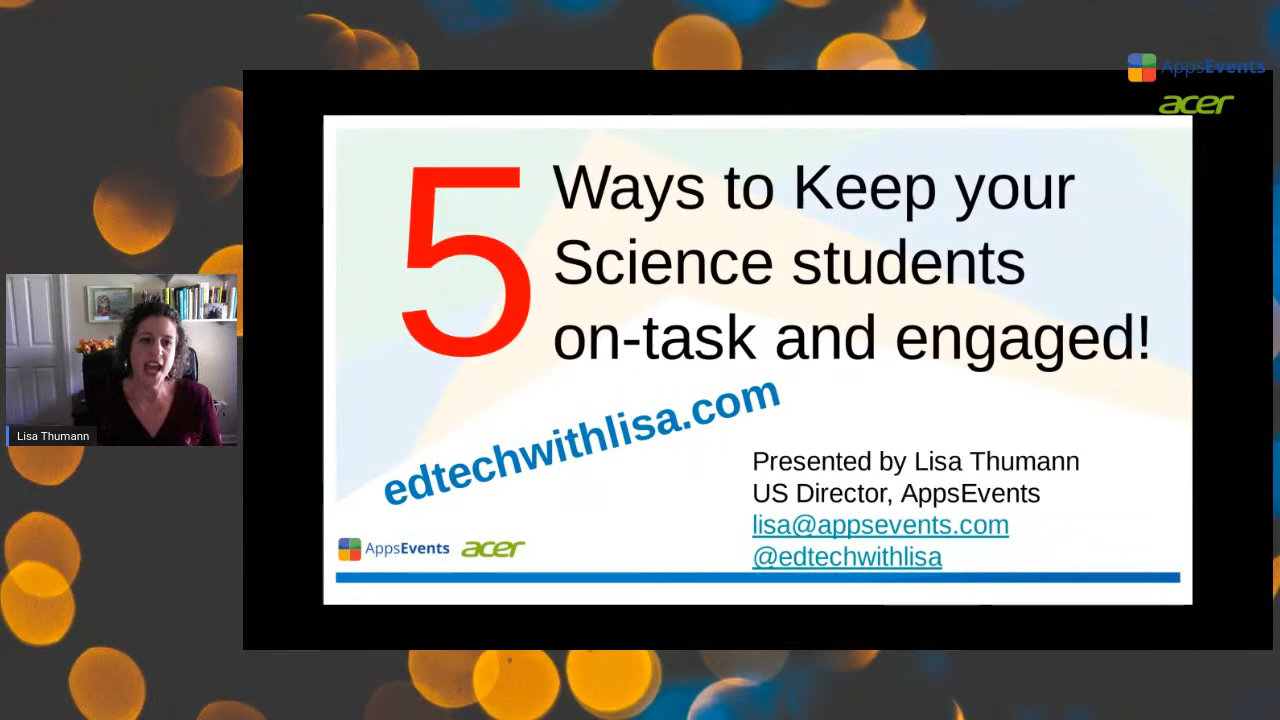 AppsEvents
acer
5
Ways to Keep your
Science students
on-task and engaged!
edtechwithlisa.com
Presented by Lisa Thumann
US Director, AppsEvents
lisa@appsevents.com
@edtechwithlisa
AppsEvents acer
Lisa Thumann